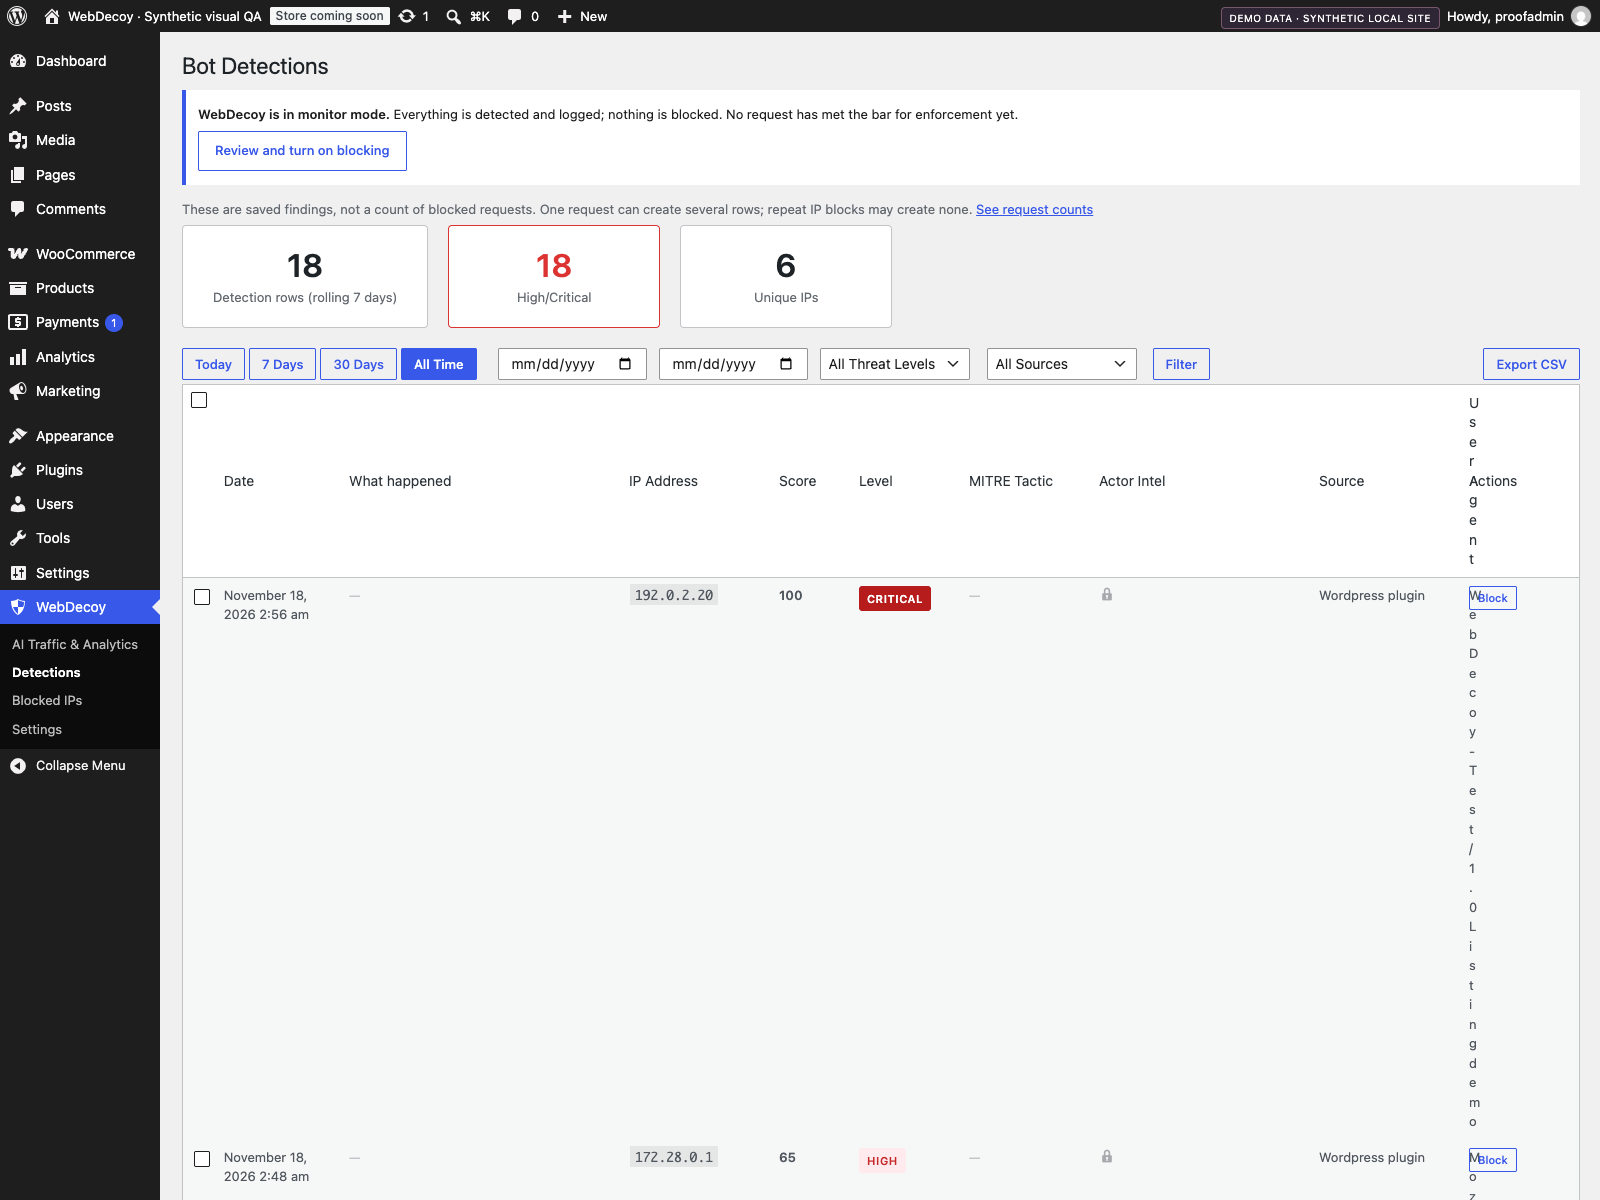 WebDecoy · Synthetic visual QA Store coming soon 1 ⌘K 0 New DEMO DATA · SYNTHETIC LOCAL SITE Howdy, proofadmin
Dashboard
Posts
Media
Pages
Comments
WooCommerce
Products
Payments 1
Analytics
Marketing
Appearance
Plugins
Users
Tools
Settings
WebDecoy
AI Traffic & Analytics
Detections
Blocked IPs
Settings
Collapse Menu
Bot Detections
WebDecoy is in monitor mode. Everything is detected and logged; nothing is blocked. No request has met the bar for enforcement yet.
Review and turn on blocking
These are saved findings, not a count of blocked requests. One request can create several rows; repeat IP blocks may create none. See request counts
18
Detection rows (rolling 7 days)
18
High/Critical
6
Unique IPs
Today 7 Days 30 Days All Time mm/dd/yyyy mm/dd/yyyy All Threat Levels All Sources Filter Export CSV
Date What happened IP Address Score Level MITRE Tactic Actor Intel Source User Agent Actions
November 18, 2026 2:56 am — 192.0.2.20 100 CRITICAL — Wordpress plugin WebDecoy-Test/1.0 Listing demo Block
November 18, 2026 2:48 am — 172.28.0.1 65 HIGH — Wordpress plugin Moz Block